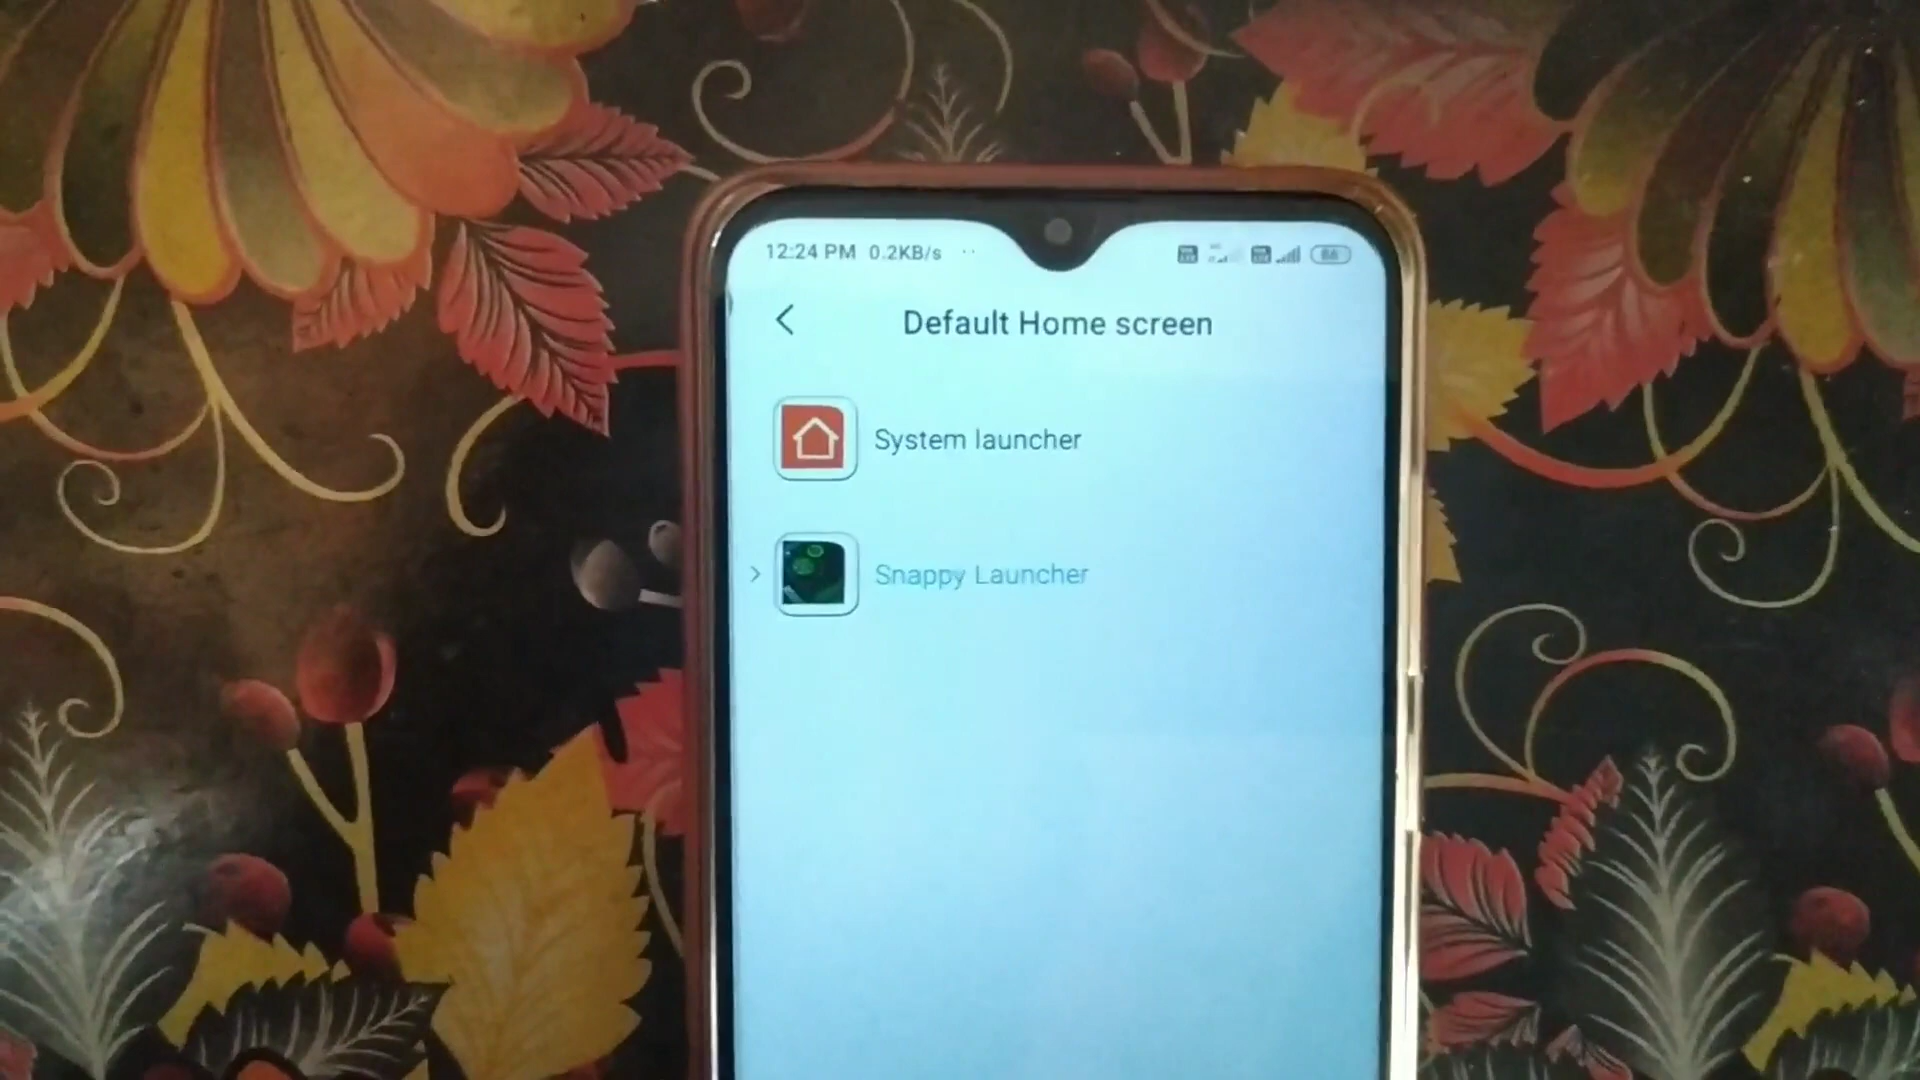 12:24 PM 0.2KB/s ··
Default Home screen
System launcher
Snappy Launcher